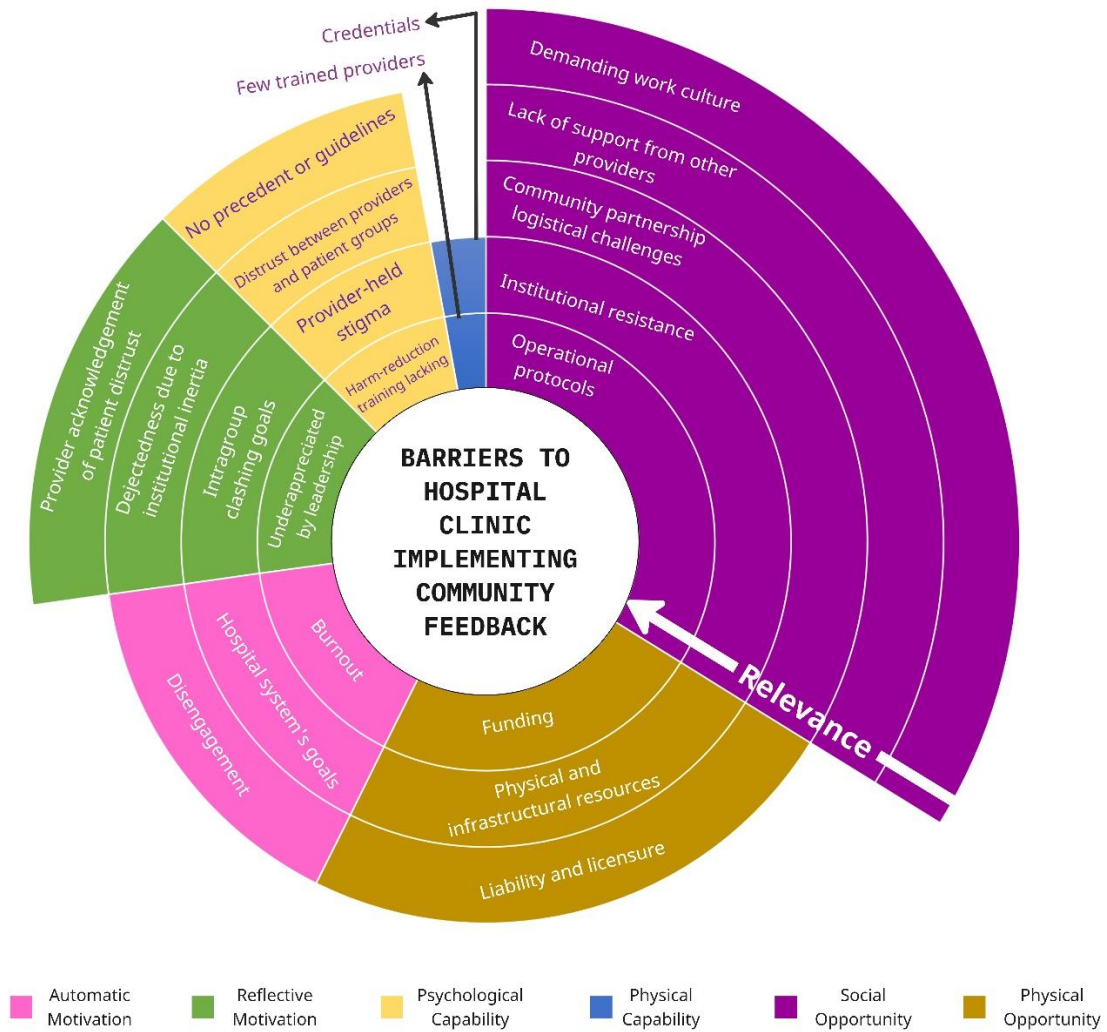 Credentials
Few trained providers
Demanding work culture
Lack of support from other
providers
Community partnership
logistical challenges
Institutional resistance
Operational
protocols
No precedent or guidelines
Distrust between providers
and patient groups
Provider-held
stigma
Harm-reduction
training lacking
Provider acknowledgement
of patient distrust
Dejectedness due to
institutional inertia
Intragroup
clashing goals
Underappreciated
by leadership
BARRIERS TO
HOSPITAL
CLINIC
IMPLEMENTING
COMMUNITY
FEEDBACK
Relevance
Burnout
Hospital system's goals
Disengagement
Funding
Physical and
infrastructural resources
Liability and licensure
Automatic
Motivation
Reflective
Motivation
Psychological
Capability
Physical
Capability
Social
Opportunity
Physical
Opportunity